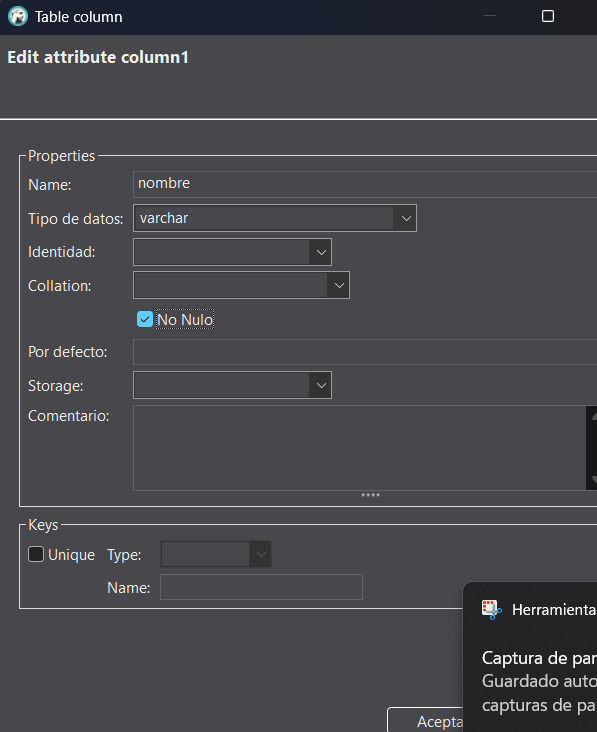 Table column
Edit attribute column1
Properties
Name: nombre
Tipo de datos: varchar
Identidad:
Collation:
No Nulo
Por defecto:
Storage:
Comentario:
Keys
Unique Type:
Name:
Herramienta
Captura de par
Guardado auto
capturas de pa
Acepta